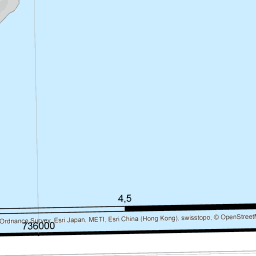 4,5
Ordnance Survey, Esri Japan, METI, Esri China (Hong Kong), swisstopo, © OpenStreetM
736000